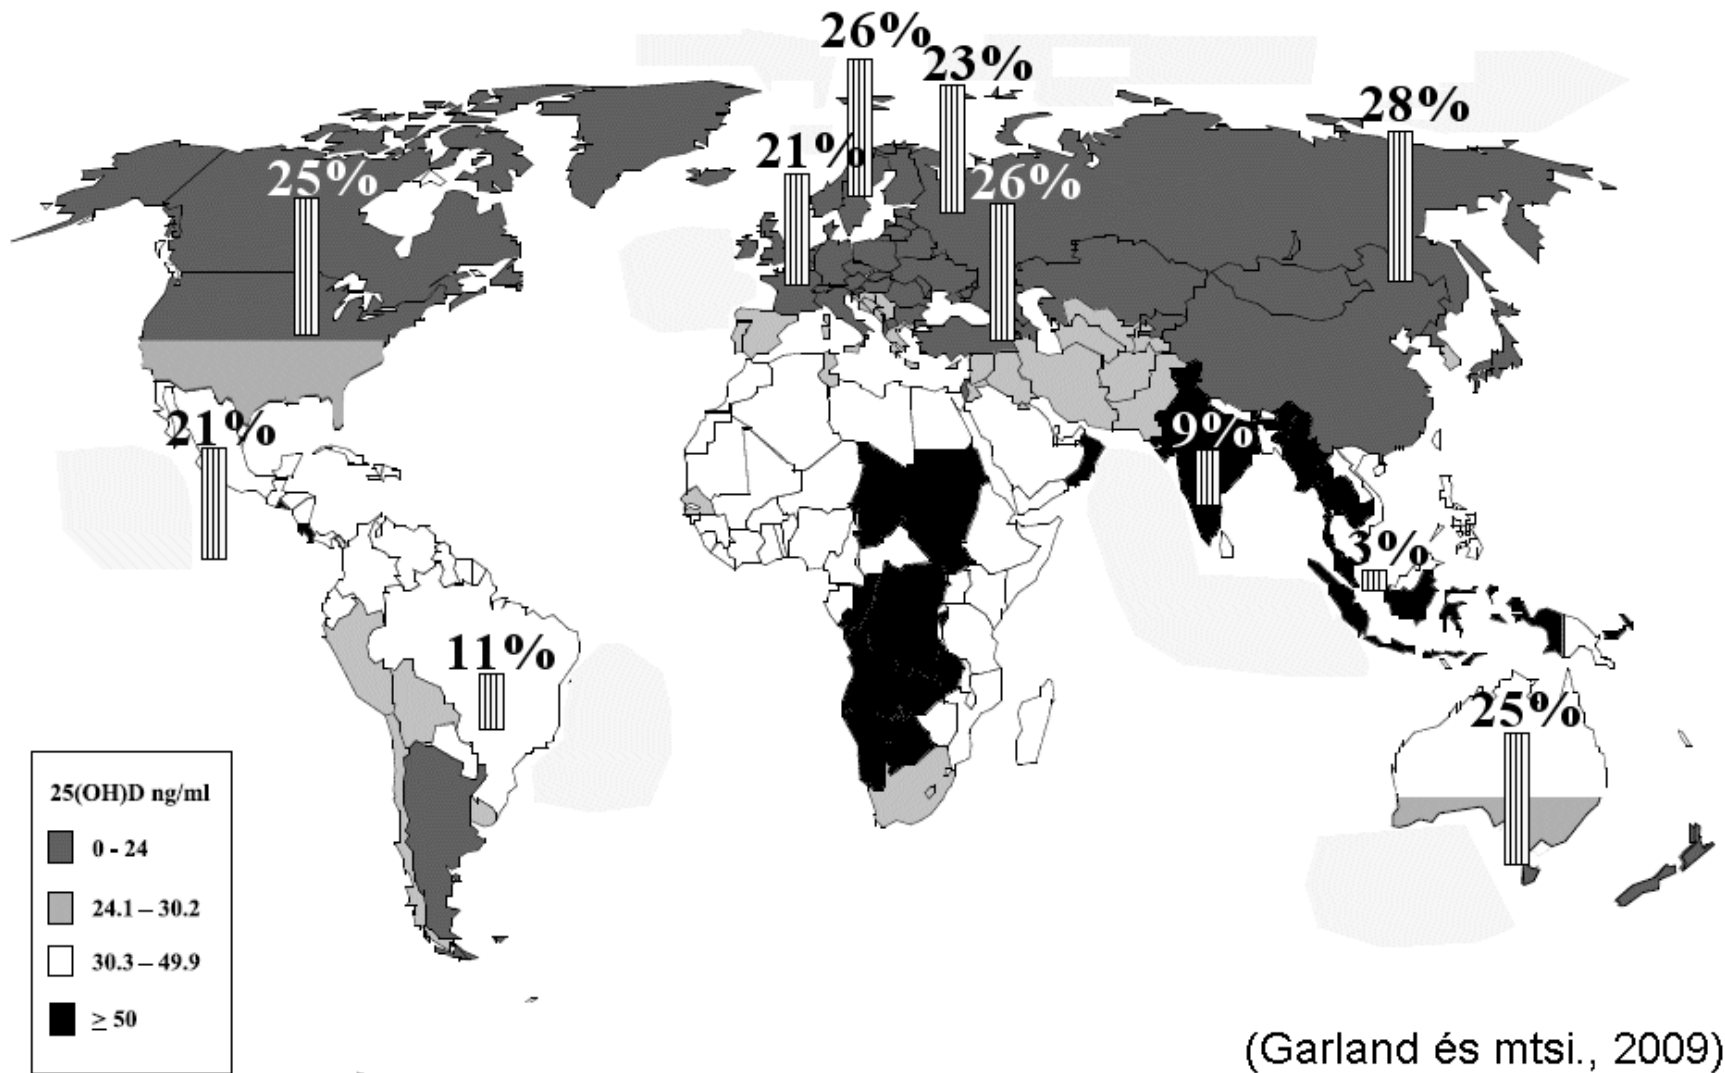 26%
23%
28%
21%
25%
26%
21%
9%
3%
11%
25%
25(OH)D ng/ml
0 - 24
24.1 – 30.2
30.3 – 49.9
≥ 50
(Garland és mtsi., 2009)